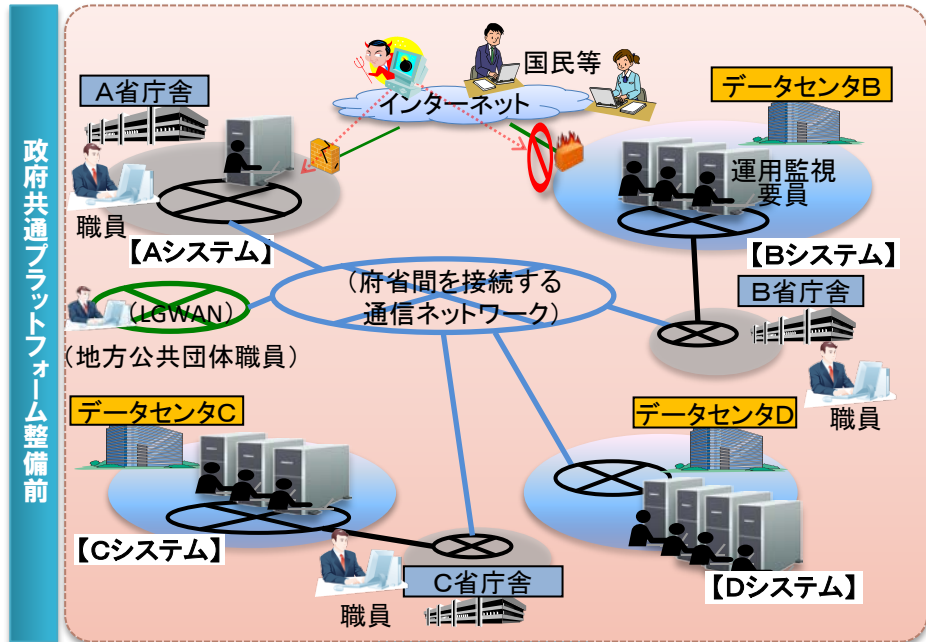 政府共通プラットフォーム整備前
国民等
インターネット
A省庁舎
データセンタB
運用監視
要員
職員
【Aシステム】
【Bシステム】
(府省間を接続する
通信ネットワーク)
B省庁舎
(LGWAN)
(地方公共団体職員)
職員
データセンタC
データセンタD
【Cシステム】
C省庁舎
職員
【Dシステム】